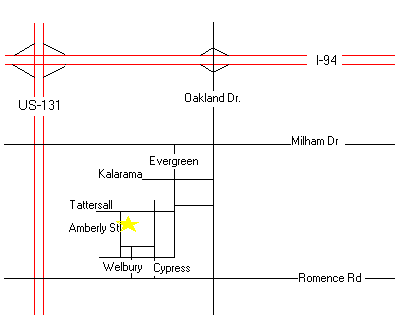 I-94
Oakland Dr.
US-131
Milham Dr
Evergreen
Kalarama
Tattersall
Amberly St
Welbury
Cypress
Romence Rd